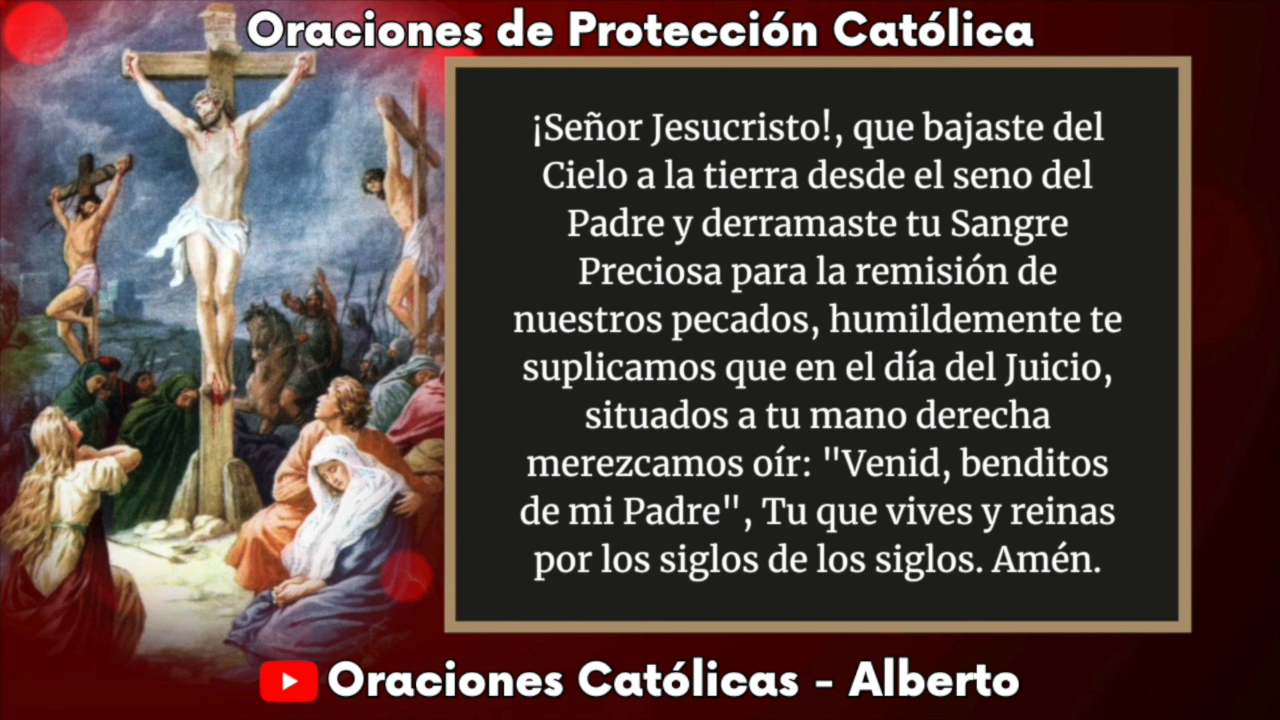 Oraciones de Protección Católica
¡Señor Jesucristo!, que bajaste del
Cielo a la tierra desde el seno del
Padre y derramaste tu Sangre
Preciosa para la remisión de
nuestros pecados, humildemente te
suplicamos que en el día del Juicio,
situados a tu mano derecha
merezcamos oír: "Venid, benditos
de mi Padre", Tu que vives y reinas
por los siglos de los siglos. Amén.
Oraciones Católicas - Alberto